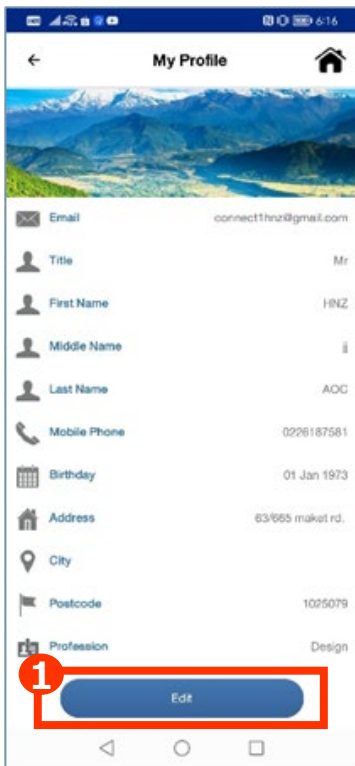 6:16
My Profile
Email connect1hnz@gmail.com
Title Mr
First Name HNZ
Middle Name jj
Last Name AOC
Mobile Phone 0226187581
Birthday 01 Jan 1973
Address 63/665 maket rd.
City
Postcode 1025079
Profession Design
1
Edit